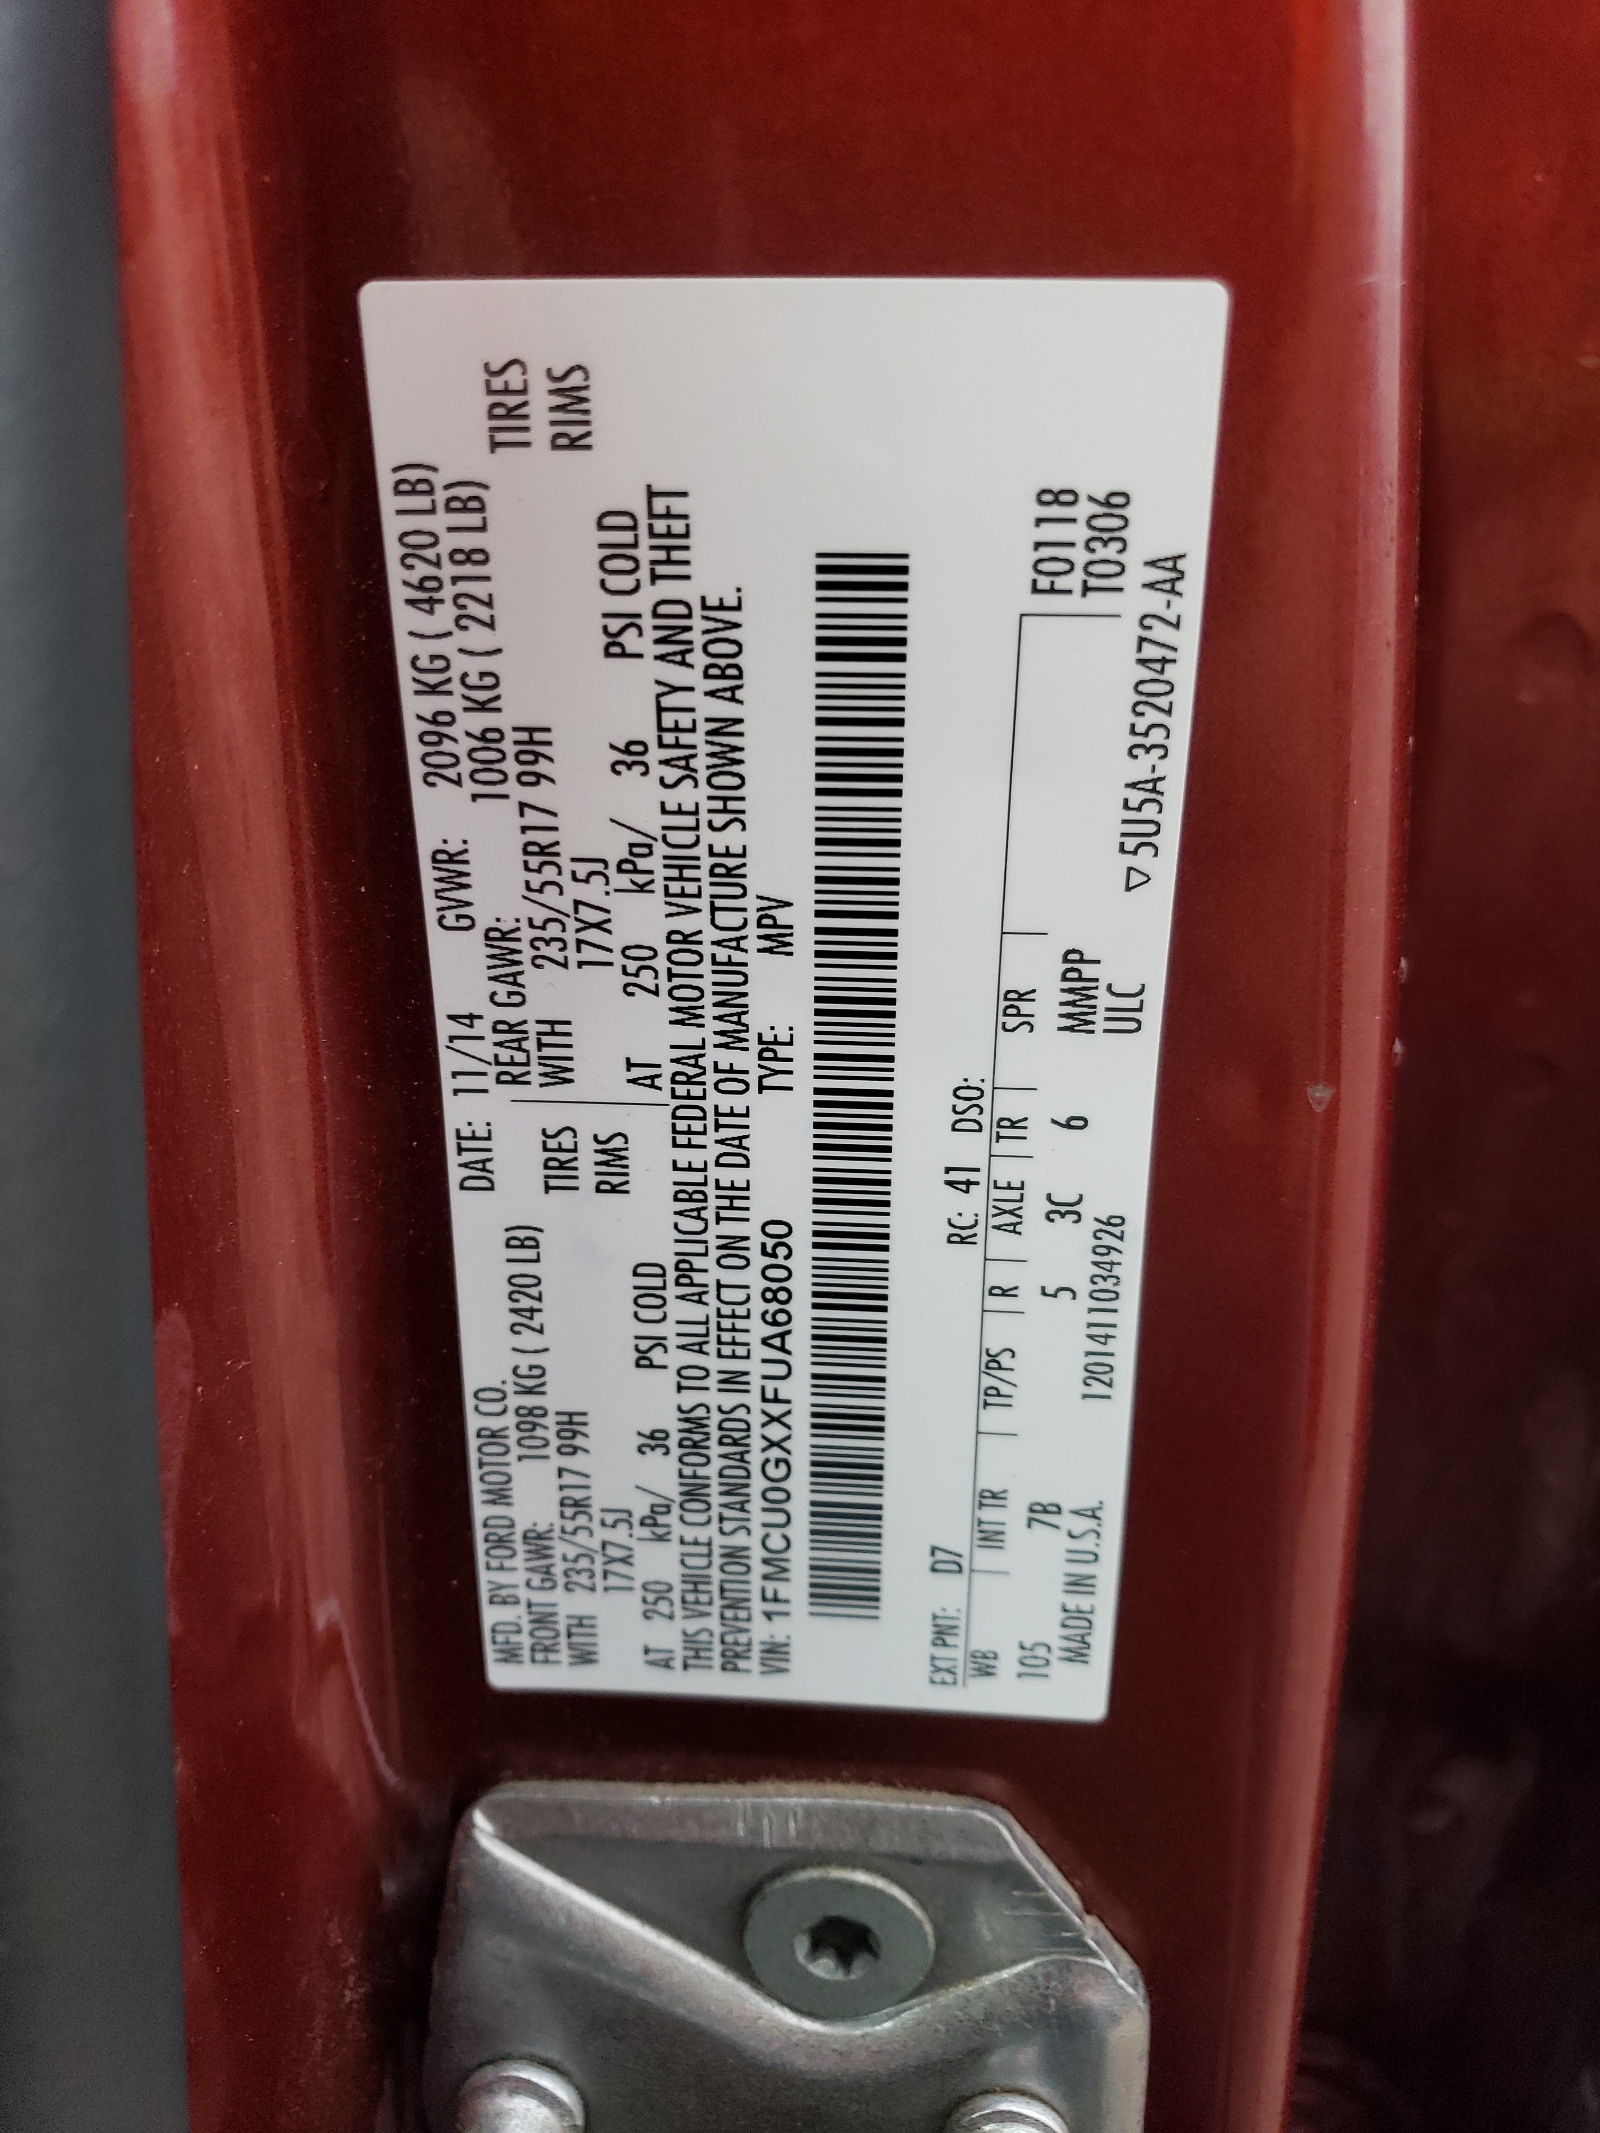 MFD. BY FORD MOTOR CO. DATE: 11/14 GVWR: 2096 KG ( 4620 LB)
FRONT GAWR: 1098 KG ( 2420 LB) REAR GAWR: 1006 KG ( 2218 LB)
WITH 235/55R17 99H TIRES WITH 235/55R17 99H TIRES
17X7.5J RIMS 17X7.5J RIMS
AT 250 kPa/ 36 PSI COLD AT 250 kPa/ 36 PSI COLD
THIS VEHICLE CONFORMS TO ALL APPLICABLE FEDERAL MOTOR VEHICLE SAFETY AND THEFT
PREVENTION STANDARDS IN EFFECT ON THE DATE OF MANUFACTURE SHOWN ABOVE.
VIN: 1FMCU0GXXFUA68050 TYPE: MPV
EXT PNT: D7 RC: 41 DSO:
WB INT TR TP/PS R AXLE TR SPR F0118
105 7B 5 3C 6 MMPP T0306
MADE IN U.S.A. 1201411034926 ULC ▽5U5A-3520472-AA